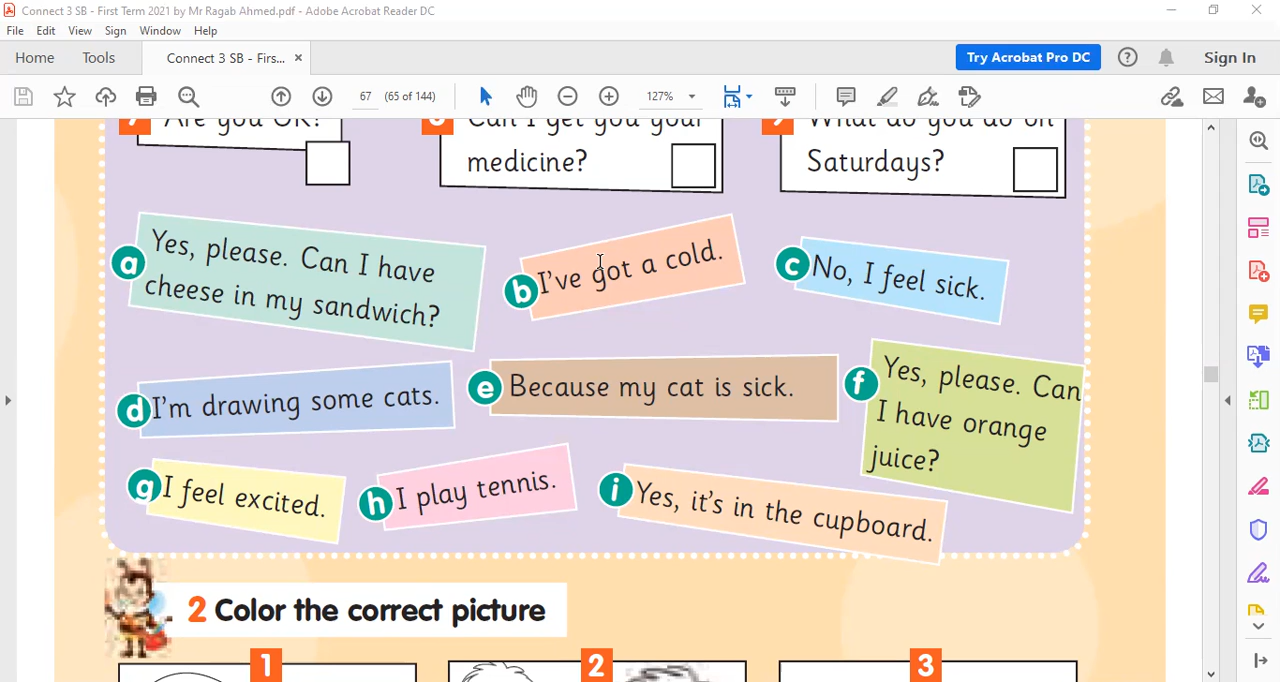 Connect 3 SB - First Term 2021 by Mr Ragab Ahmed.pdf - Adobe Acrobat Reader DC
File Edit View Sign Window Help
Home Tools Connect 3 SB - Firs... × Try Acrobat Pro DC Sign In
67 (65 of 144) 127%
Are you OK?
Can I get you your
medicine?
What do you do on
Saturdays?
a Yes, please. Can I have
cheese in my sandwich?
b I've got a cold.
c No, I feel sick.
d I'm drawing some cats.
e Because my cat is sick.
f Yes, please. Can
I have orange
juice?
g I feel excited.
h I play tennis.
i Yes, it's in the cupboard.
2 Color the correct picture
1 2 3